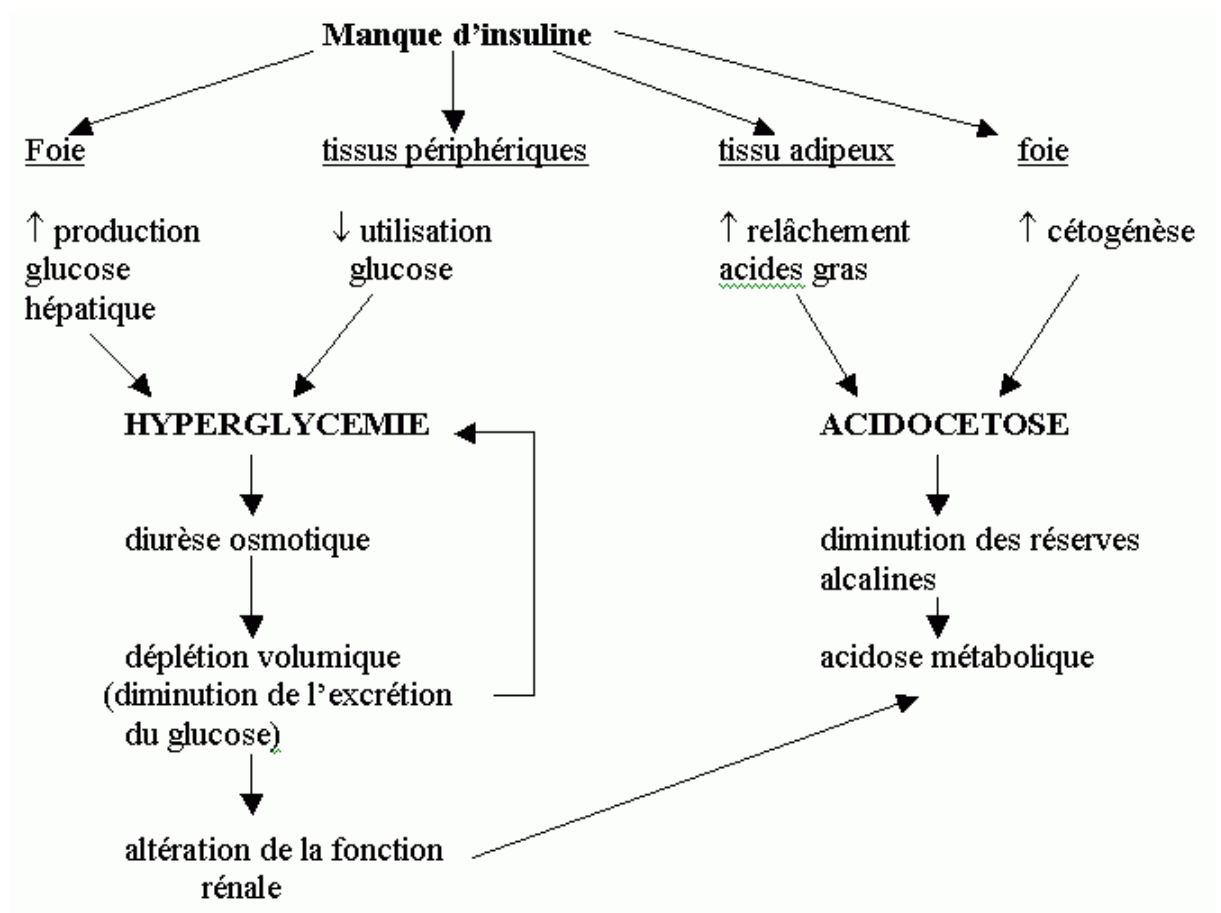 Manque d’insuline
Foie
tissus périphériques
tissu adipeux
foie
↑ production
glucose
hépatique
↓ utilisation
glucose
↑ relâchement
acides gras
↑ cétogénèse
HYPERGLYCEMIE
ACIDOCETOSE
diurèse osmotique
diminution des réserves
alcalines
déplétion volumique
(diminution de l’excrétion
du glucose)
acidose métabolique
altération de la fonction
rénale